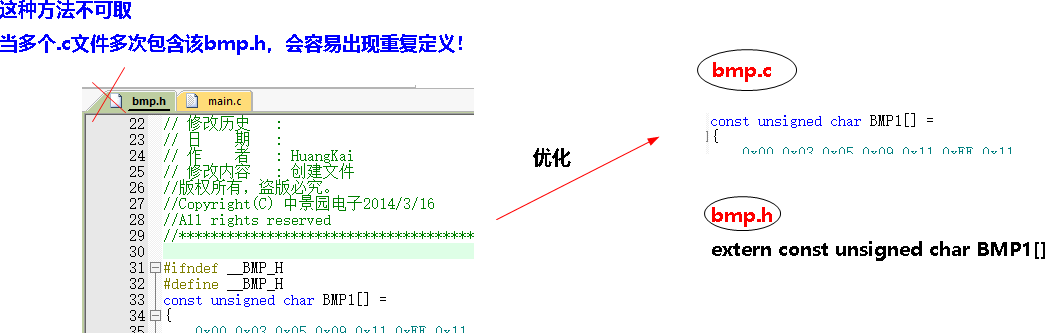 这种方法不可取
当多个.c文件多次包含该bmp.h，会容易出现重复定义！
bmp.h
main.c
22 // 修改历史 :
23 // 日 期 :
24 // 作 者 : HuangKai
25 // 修改内容 : 创建文件
26 //版权所有，盗版必究。
27 //Copyright(C) 中景园电子2014/3/16
28 //All rights reserved
29 //****************************************
30
31 #ifndef __BMP_H
32 #define __BMP_H
33 const unsigned char BMP1[] =
34 {
35 0x00,0x03,0x05,0x09,0x11,0xFF,0x11
优化
bmp.c
const unsigned char BMP1[] =
{
0x00,0x03,0x05,0x09,0x11,0xFF,0x11
bmp.h
extern const unsigned char BMP1[]